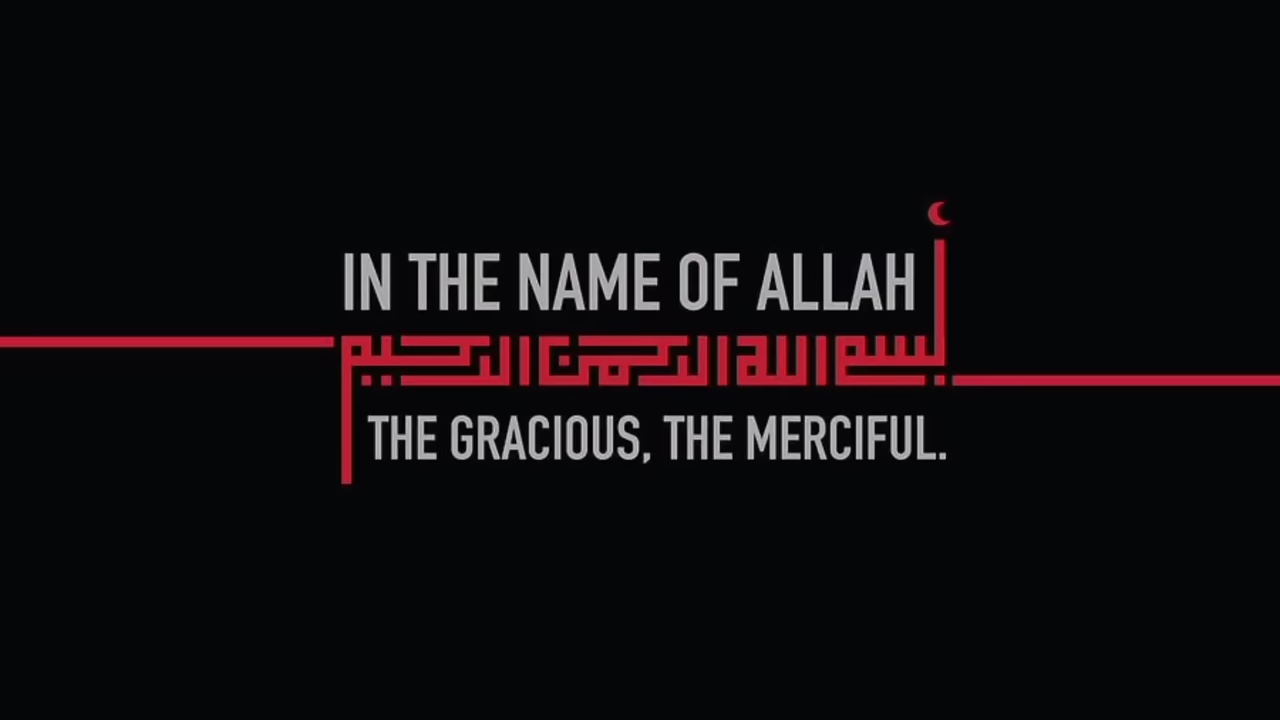 IN THE NAME OF ALLAH
بسم الله الرحمن الرحيم
THE GRACIOUS, THE MERCIFUL.